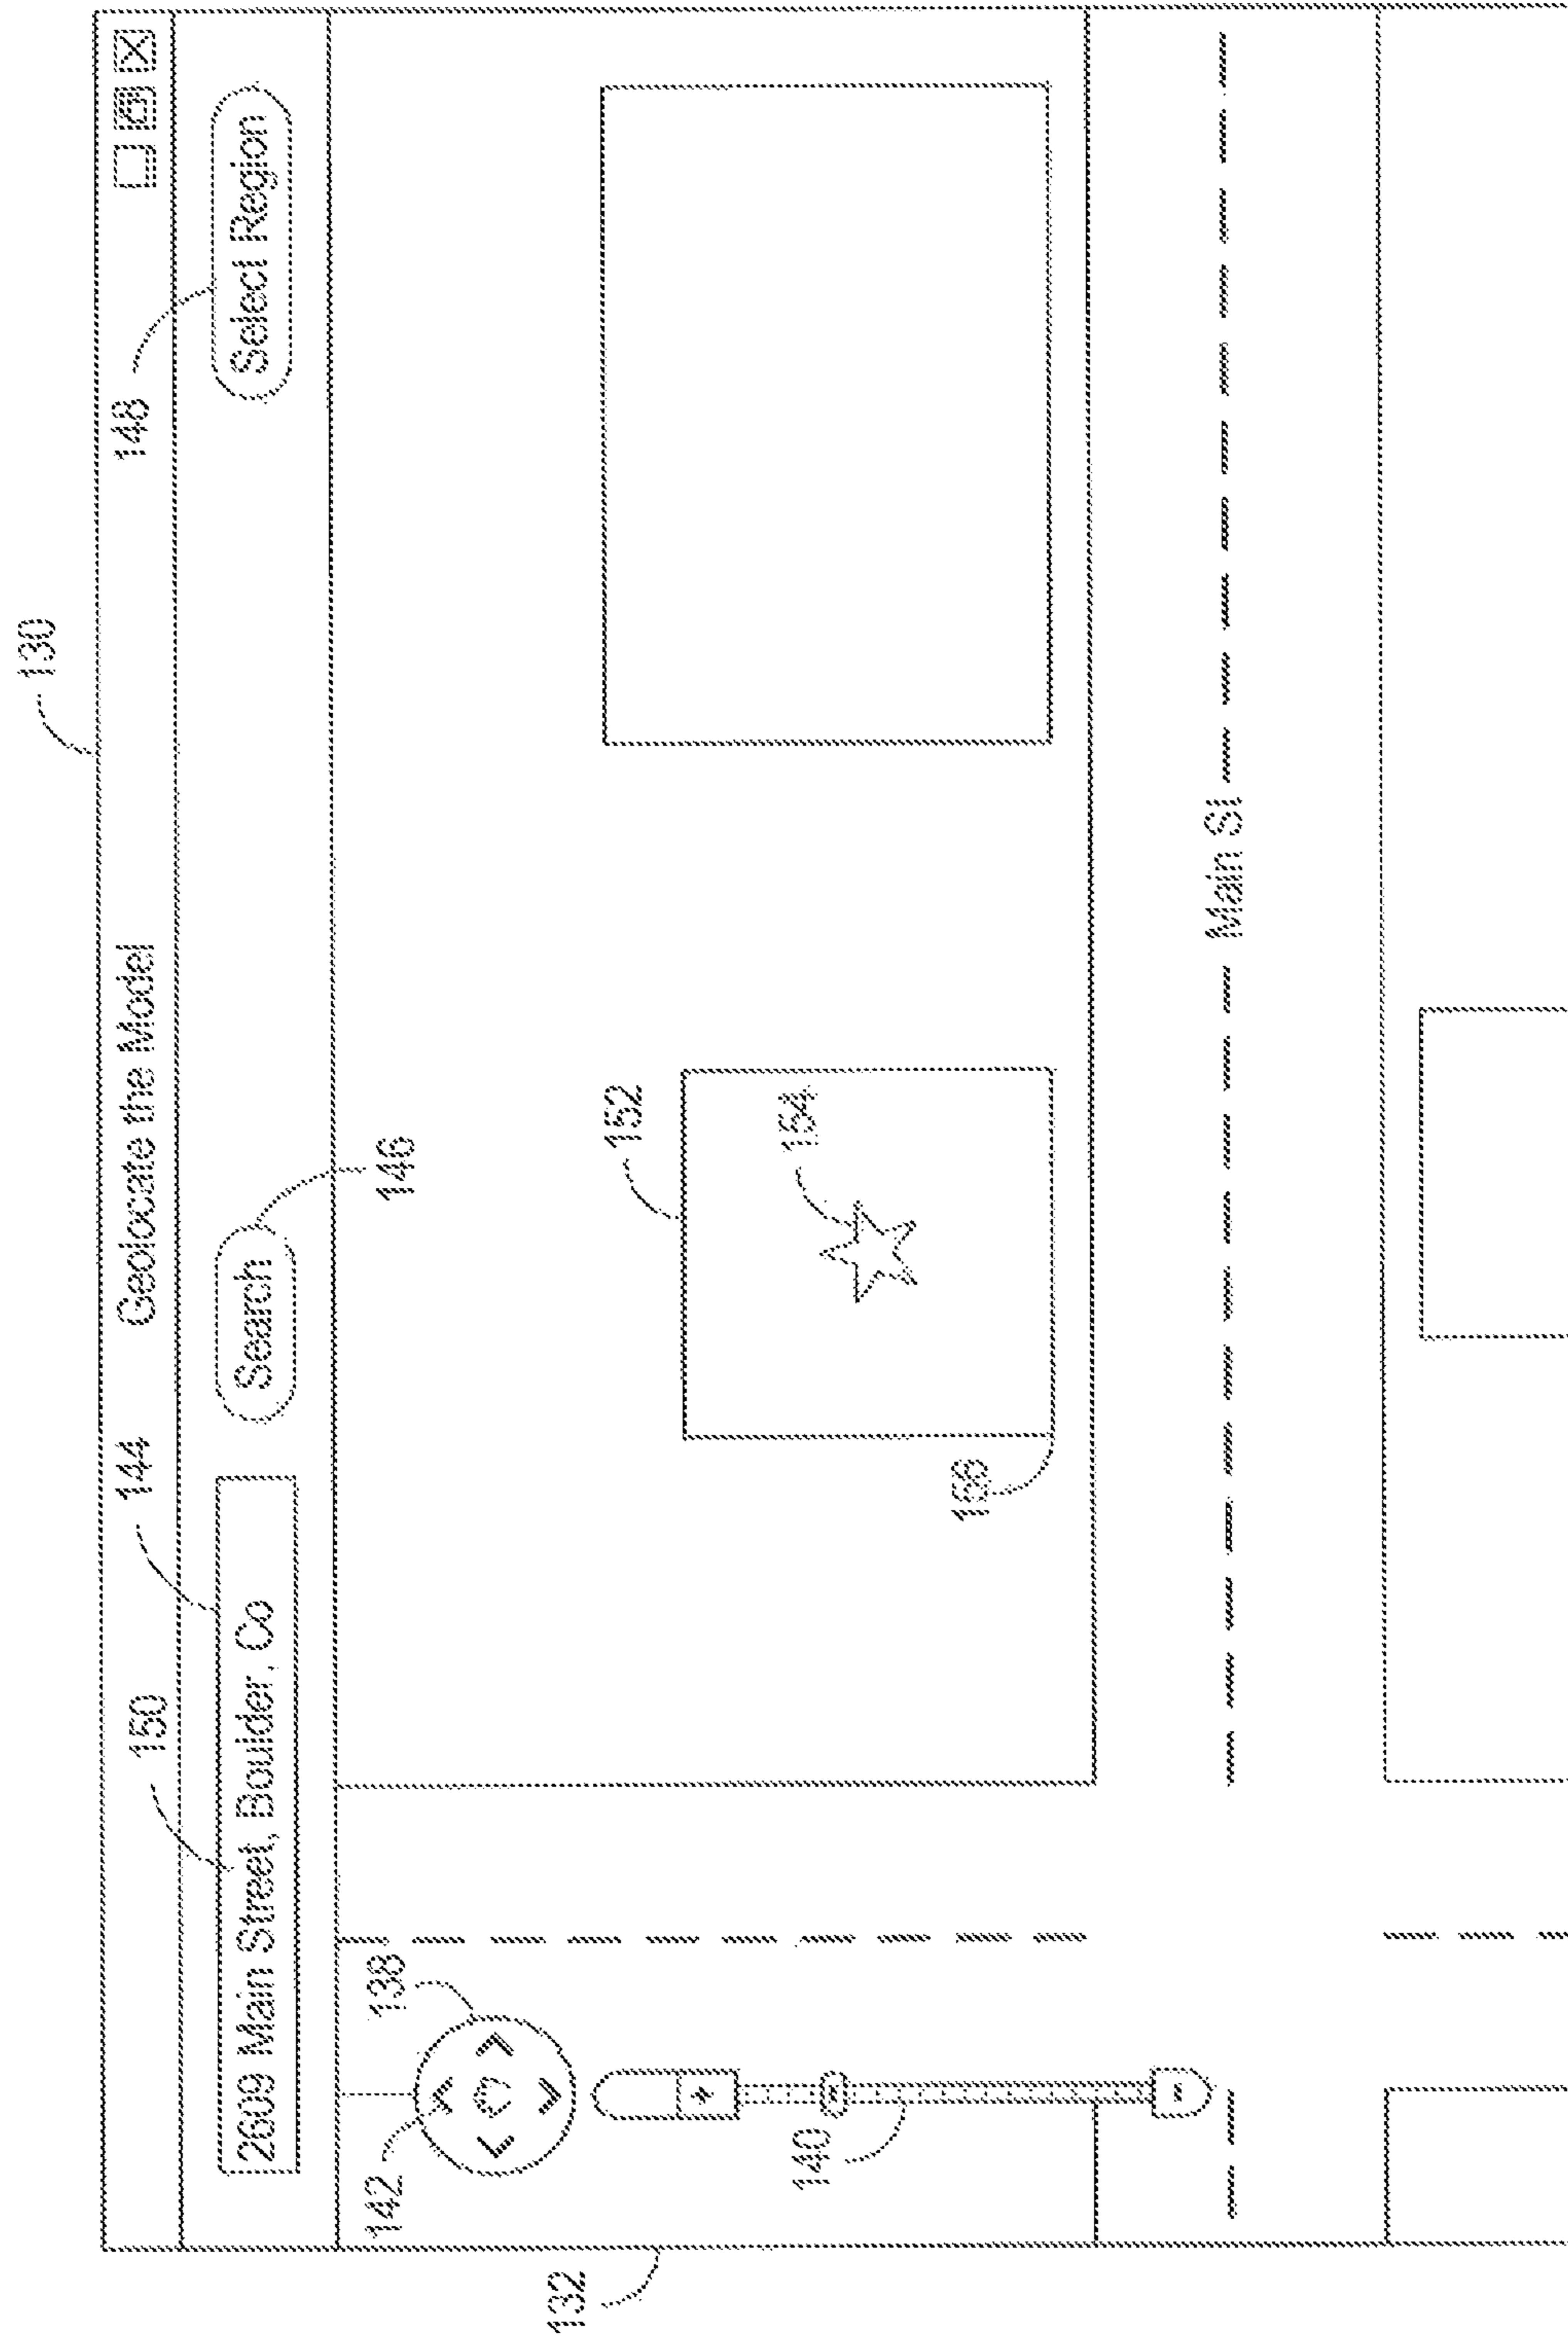 130
Geolocate the Model
148
150
144
2609 Main Street, Boulder, Co
Search
Select Region
146
142
138
132
140
152
154
156
Main St